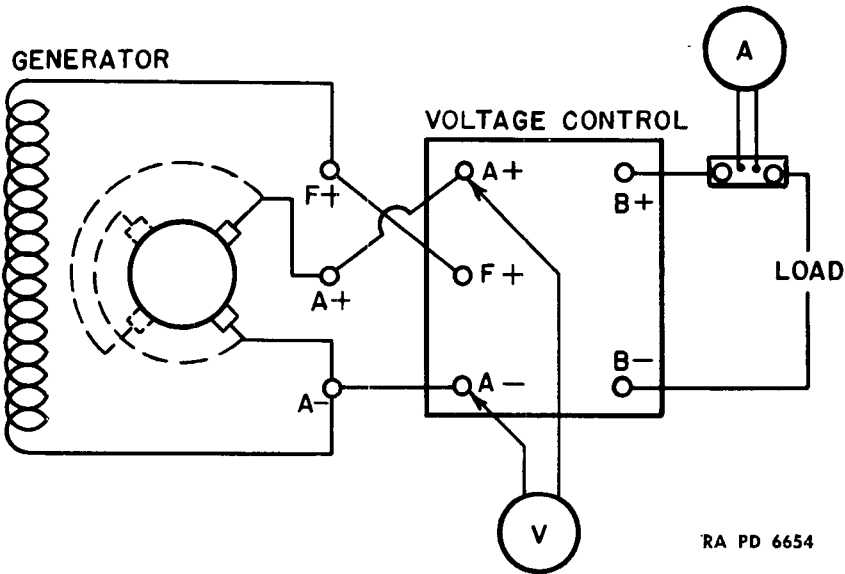 GENERATOR
A
VOLTAGE CONTROL
F+
A+
B+
A+
F+
LOAD
A-
A-
B-
V
RA PD 6654